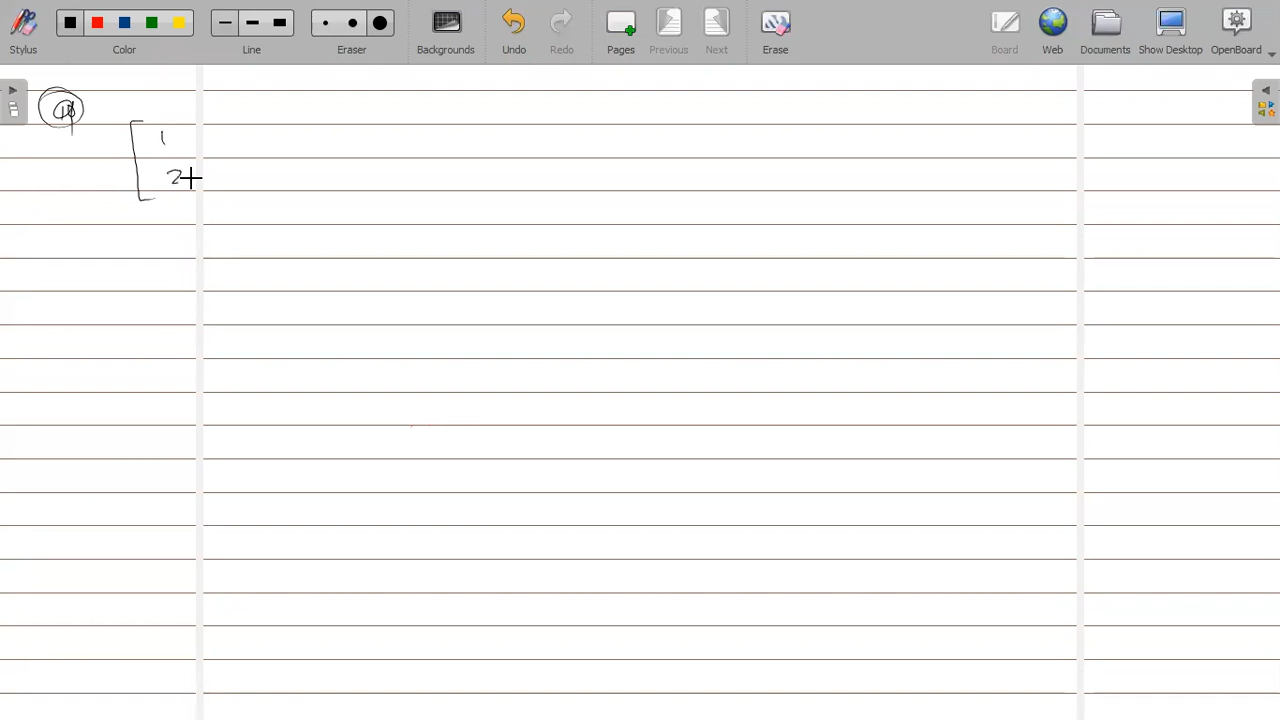 Stylus
Color
Line
Eraser
Backgrounds
Undo
Redo
Pages
Previous
Next
Erase
Board
Web
Documents
Show Desktop
OpenBoard
1
2